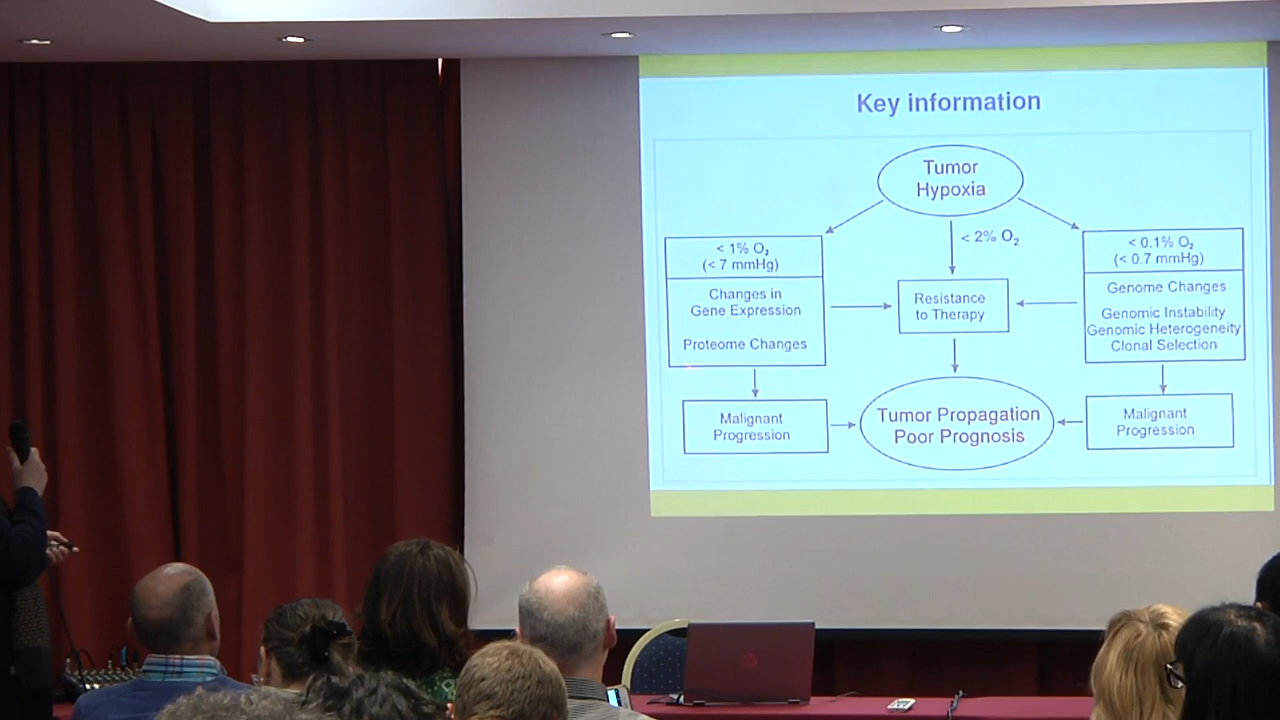 Key information
Tumor
Hypoxia
< 2% O₂
< 1% O₂
(< 7 mmHg)
Changes in
Gene Expression
Proteome Changes
Resistance
to Therapy
< 0.1% O₂
(< 0.7 mmHg)
Genome Changes
Genomic Instability
Genomic Heterogeneity
Clonal Selection
Malignant
Progression
Tumor Propagation
Poor Prognosis
Malignant
Progression